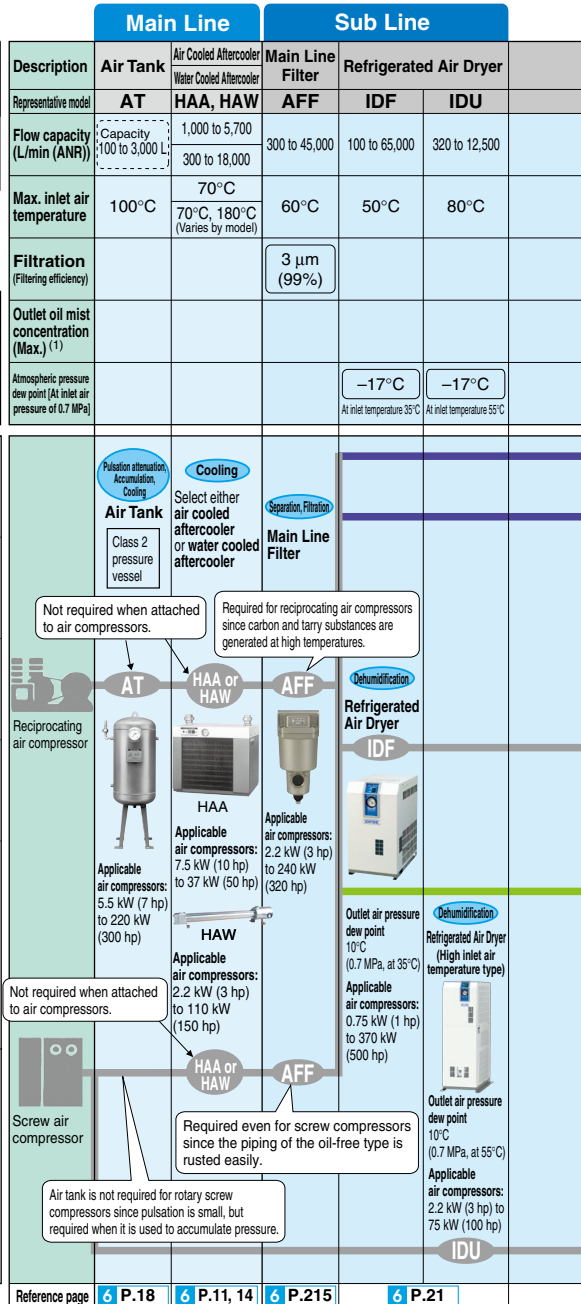 Main Line
Sub Line
Description
Air Tank
Air Cooled Aftercooler
Water Cooled Aftercooler
Main Line
Filter
Refrigerated Air Dryer
Representative model
AT
HAA, HAW
AFF
IDF
IDU
Flow capacity
(L/min (ANR))
Capacity
100 to 3,000 L
1,000 to 5,700
300 to 18,000
300 to 45,000
100 to 65,000
320 to 12,500
Max. inlet air
temperature
100°C
70°C
70°C, 180°C
(Varies by model)
60°C
50°C
80°C
Filtration
(Filtering efficiency)
3 μm
(99%)
Outlet oil mist
concentration
(Max.) (1)
Atmospheric pressure
dew point [At inlet air
pressure of 0.7 MPa]
–17°C
At inlet temperature 35°C
–17°C
At inlet temperature 55°C
Pulsation attenuation,
Accumulation,
Cooling
Air Tank
Class 2
pressure
vessel
Cooling
Select either
air cooled
aftercooler
or water cooled
aftercooler
Separation, Filtration
Main Line
Filter
Not required when attached
to air compressors.
Required for reciprocating air compressors
since carbon and tarry substances are
generated at high temperatures.
AT
HAA or
HAW
AFF
Dehumidification
Refrigerated
Air Dryer
IDF
Reciprocating
air compressor
HAA
Applicable
air compressors:
7.5 kW (10 hp)
to 37 kW (50 hp)
Applicable
air compressors:
2.2 kW (3 hp)
to 240 kW
(320 hp)
Applicable
air compressors:
5.5 kW (7 hp)
to 220 kW
(300 hp)
HAW
Applicable
air compressors:
2.2 kW (3 hp)
to 110 kW
(150 hp)
Outlet air pressure
dew point
10°C
(0.7 MPa, at 35°C)
Applicable
air compressors:
0.75 kW (1 hp)
to 370 kW
(500 hp)
Dehumidification
Refrigerated Air Dryer
(High inlet air
temperature type)
Not required when attached
to air compressors.
HAA or
HAW
AFF
Screw air
compressor
Required even for screw compressors
since the piping of the oil-free type is
rusted easily.
Outlet air pressure
dew point
10°C
(0.7 MPa, at 55°C)
Applicable
air compressors:
2.2 kW (3 hp) to
75 kW (100 hp)
Air tank is not required for rotary screw
compressors since pulsation is small, but
required when it is used to accumulate pressure.
IDU
Reference page
6 P.18
6 P.11, 14
6 P.215
6 P.21